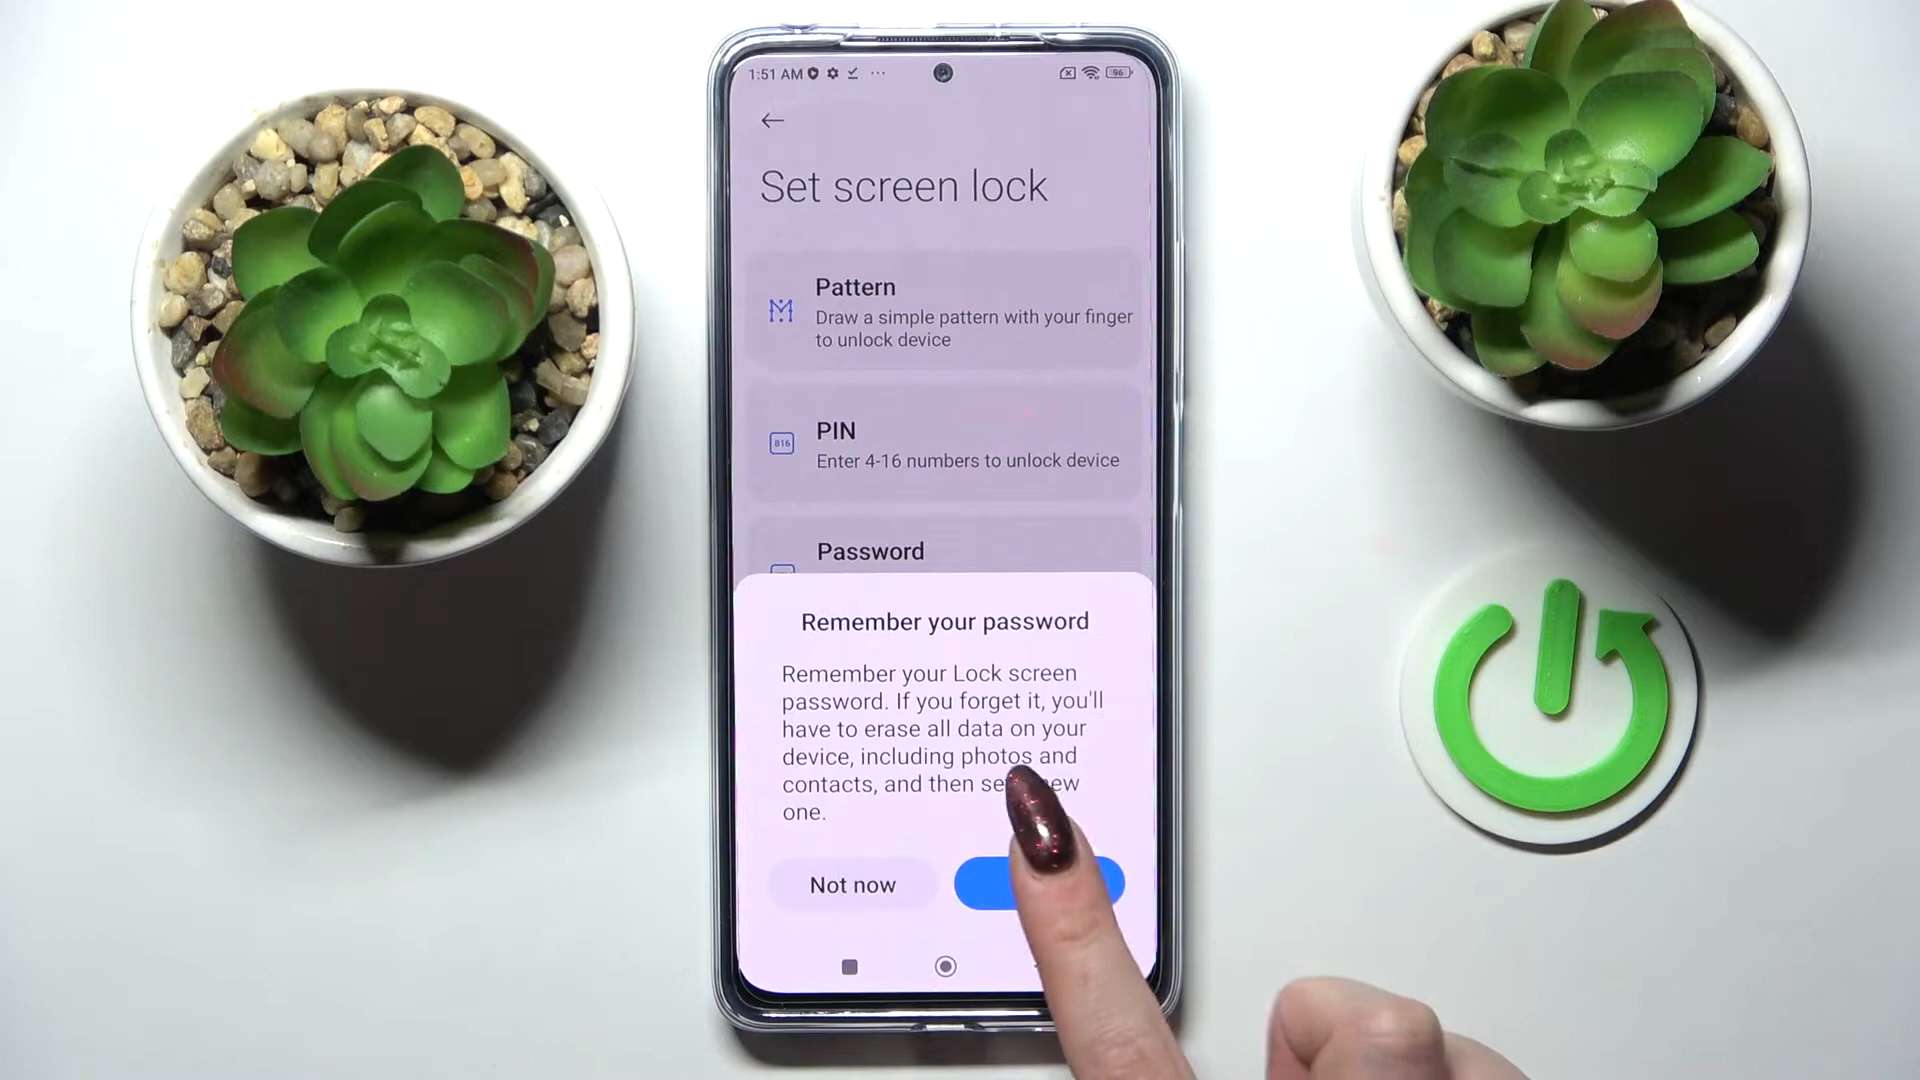 1:51 AM
96
Set screen lock
Pattern
Draw a simple pattern with your finger
to unlock device
816
PIN
Enter 4-16 numbers to unlock device
Password
Remember your password
Remember your Lock screen
password. If you forget it, you'll
have to erase all data on your
device, including photos and
contacts, and then
one.
Not now